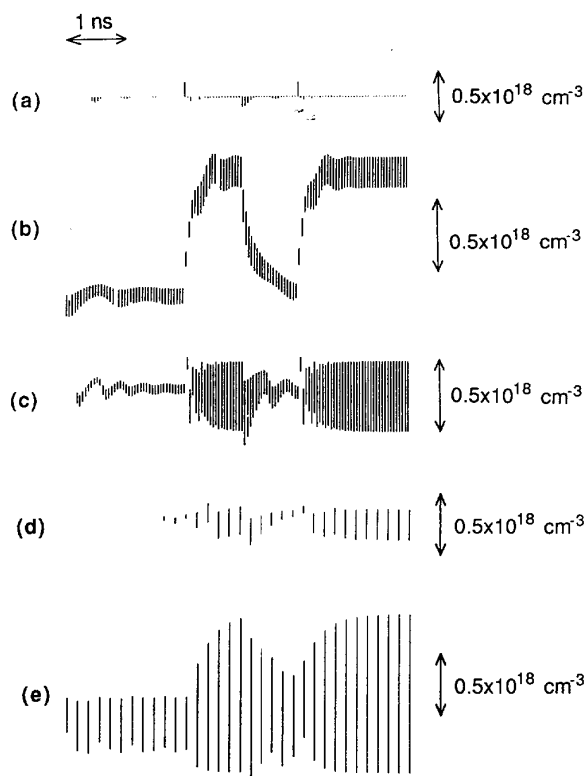 1 ns
(a) 0.5x10¹⁸ cm⁻³
(b) 0.5x10¹⁸ cm⁻³
(c) 0.5x10¹⁸ cm⁻³
(d) 0.5x10¹⁸ cm⁻³
(e) 0.5x10¹⁸ cm⁻³